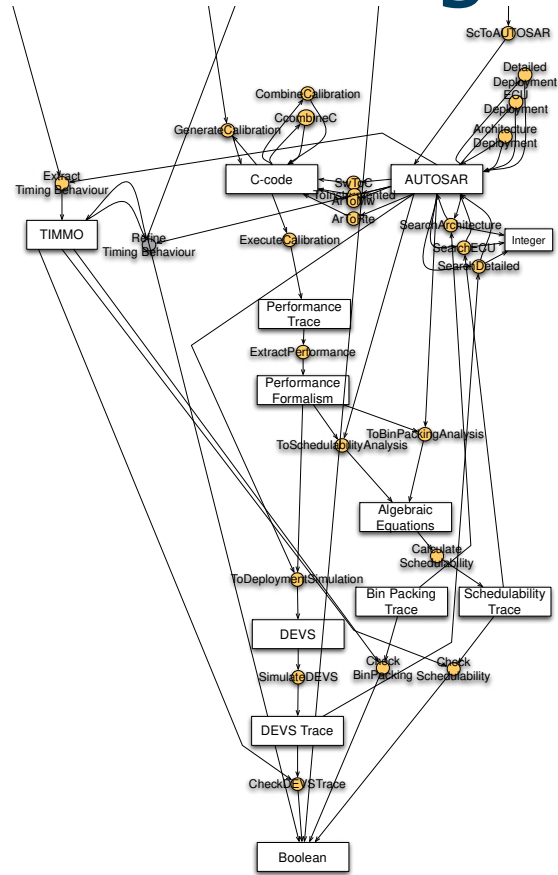 g
ScToAUTOSAR
Detailed
Deployment
ECU
Deployment
CombineCalibration
CcombineC
GenerateCalibration
Architecture
Deployment
Extract
Timing Behaviour
C-code
SwToC
AUTOSAR
TIMMO
Refine
Timing Behaviour
ExecuteCalibration
SearchArchitecture
SearchECU
SearchDetailed
Integer
Performance
Trace
ExtractPerformance
Performance
Formalism
ToSchedulabilityAnalysis
ToBinPackingAnalysis
Algebraic
Equations
Calculate
Schedulability
ToDeploymentSimulation
Bin Packing
Trace
Schedulability
Trace
DEVS
Check
BinPacking
Check
Schedulability
SimulateDEVS
DEVS Trace
CheckDEVSTrace
Boolean